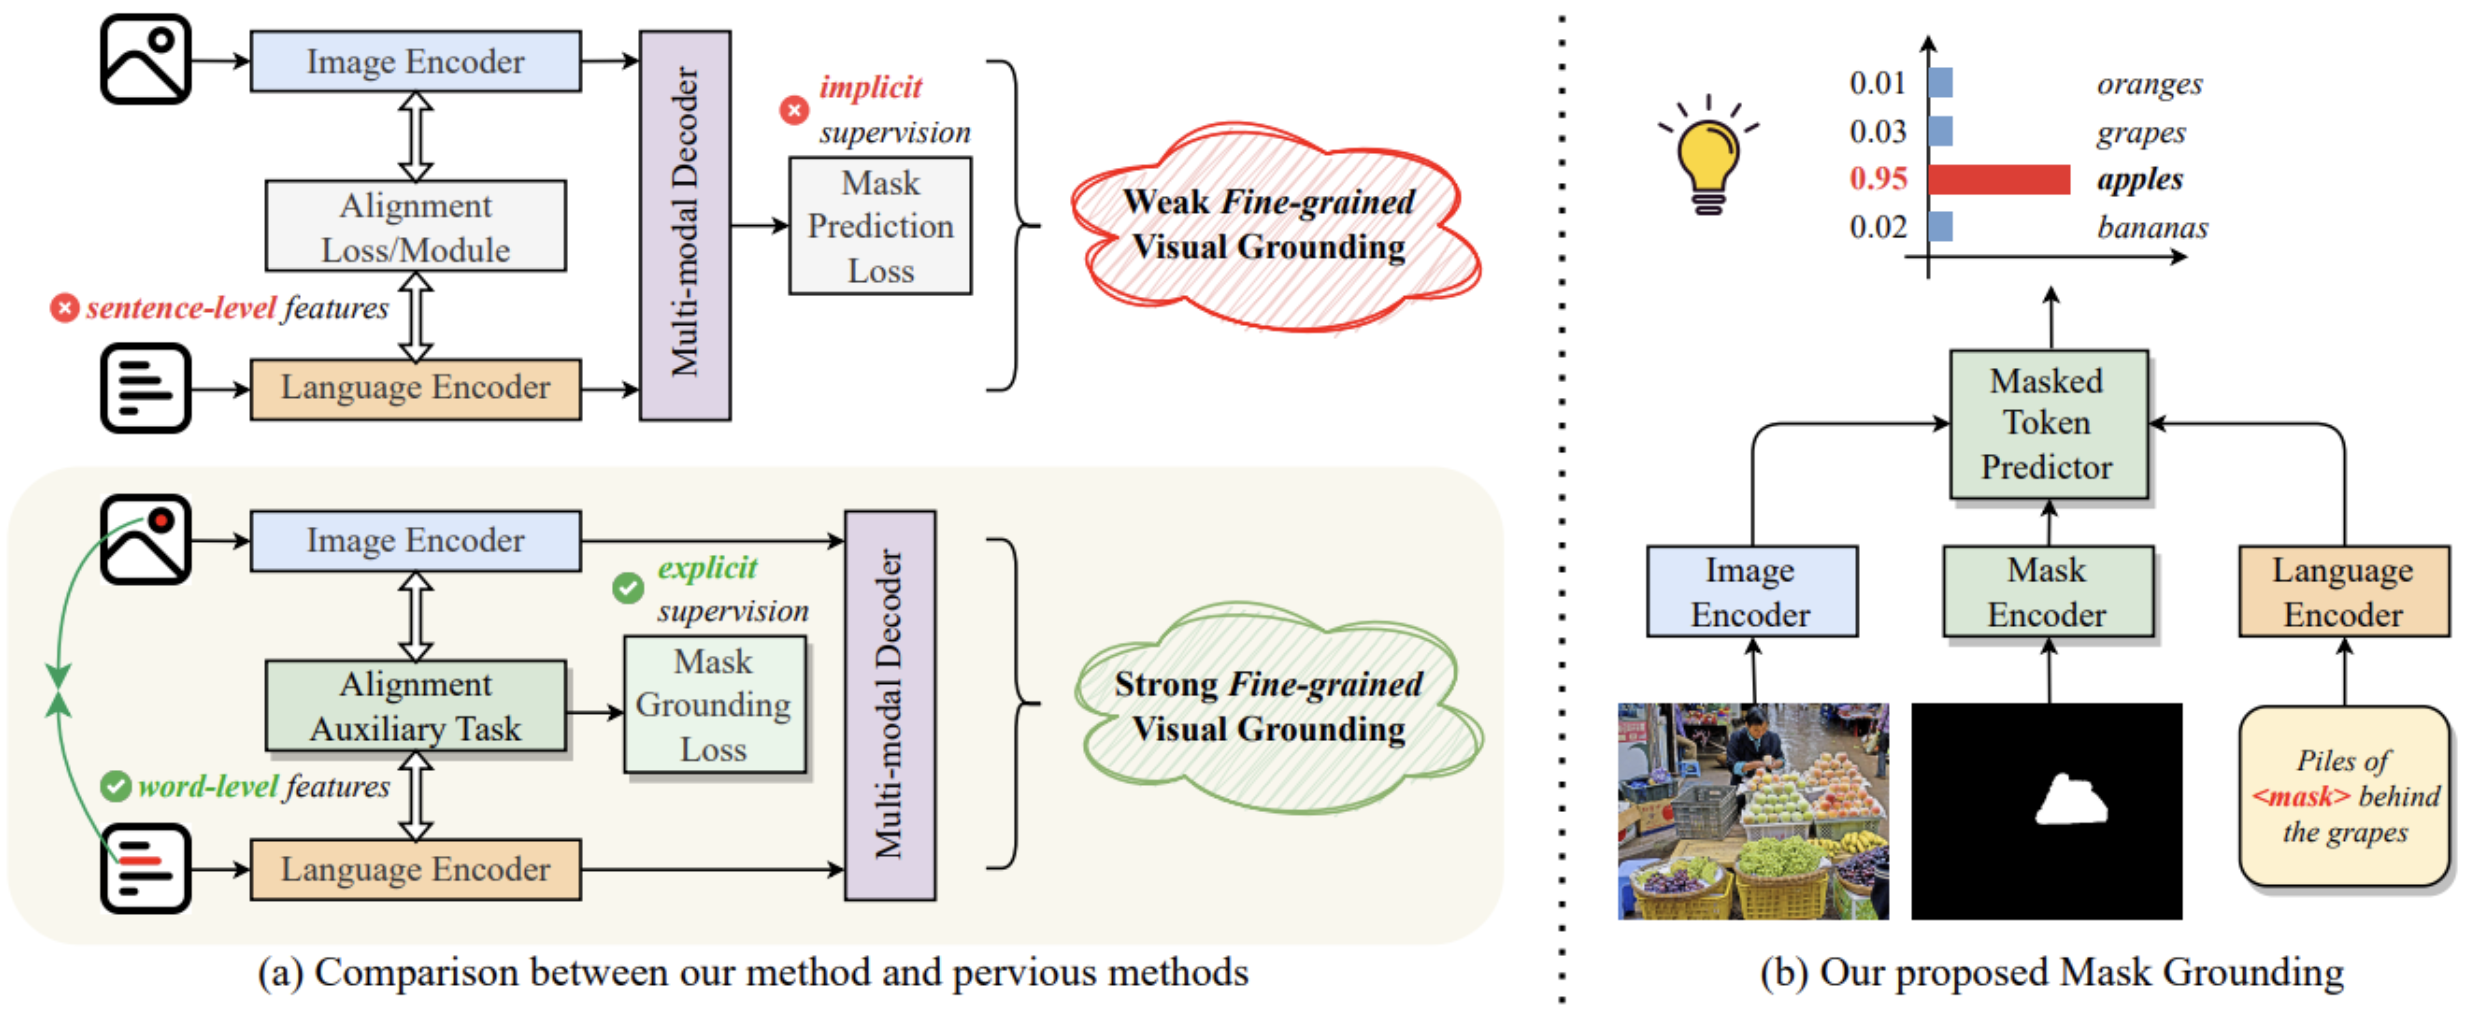 Image Encoder
Alignment
Loss/Module
sentence-level features
Language Encoder
Multi-modal Decoder
implicit
supervision
Mask
Prediction
Loss
Weak Fine-grained
Visual Grounding
Image Encoder
Alignment
Auxiliary Task
word-level features
Language Encoder
explicit
supervision
Mask
Grounding
Loss
Multi-modal Decoder
Strong Fine-grained
Visual Grounding
(a) Comparison between our method and pervious methods
0.01 oranges
0.03 grapes
0.95 apples
0.02 bananas
Masked
Token
Predictor
Image
Encoder
Mask
Encoder
Language
Encoder
Piles of
<mask> behind
the grapes
(b) Our proposed Mask Grounding